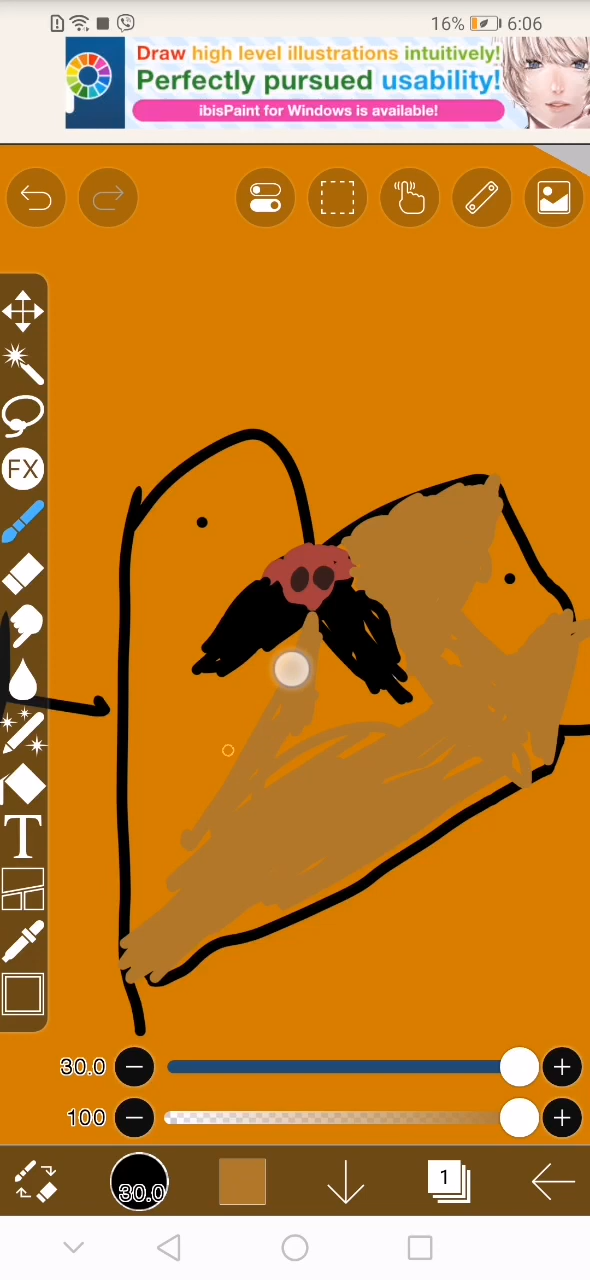 16% 6:06
Draw high level illustrations intuitively!
Perfectly pursued usability!
ibisPaint for Windows is available!
FX
T
30.0
100
30.0
1